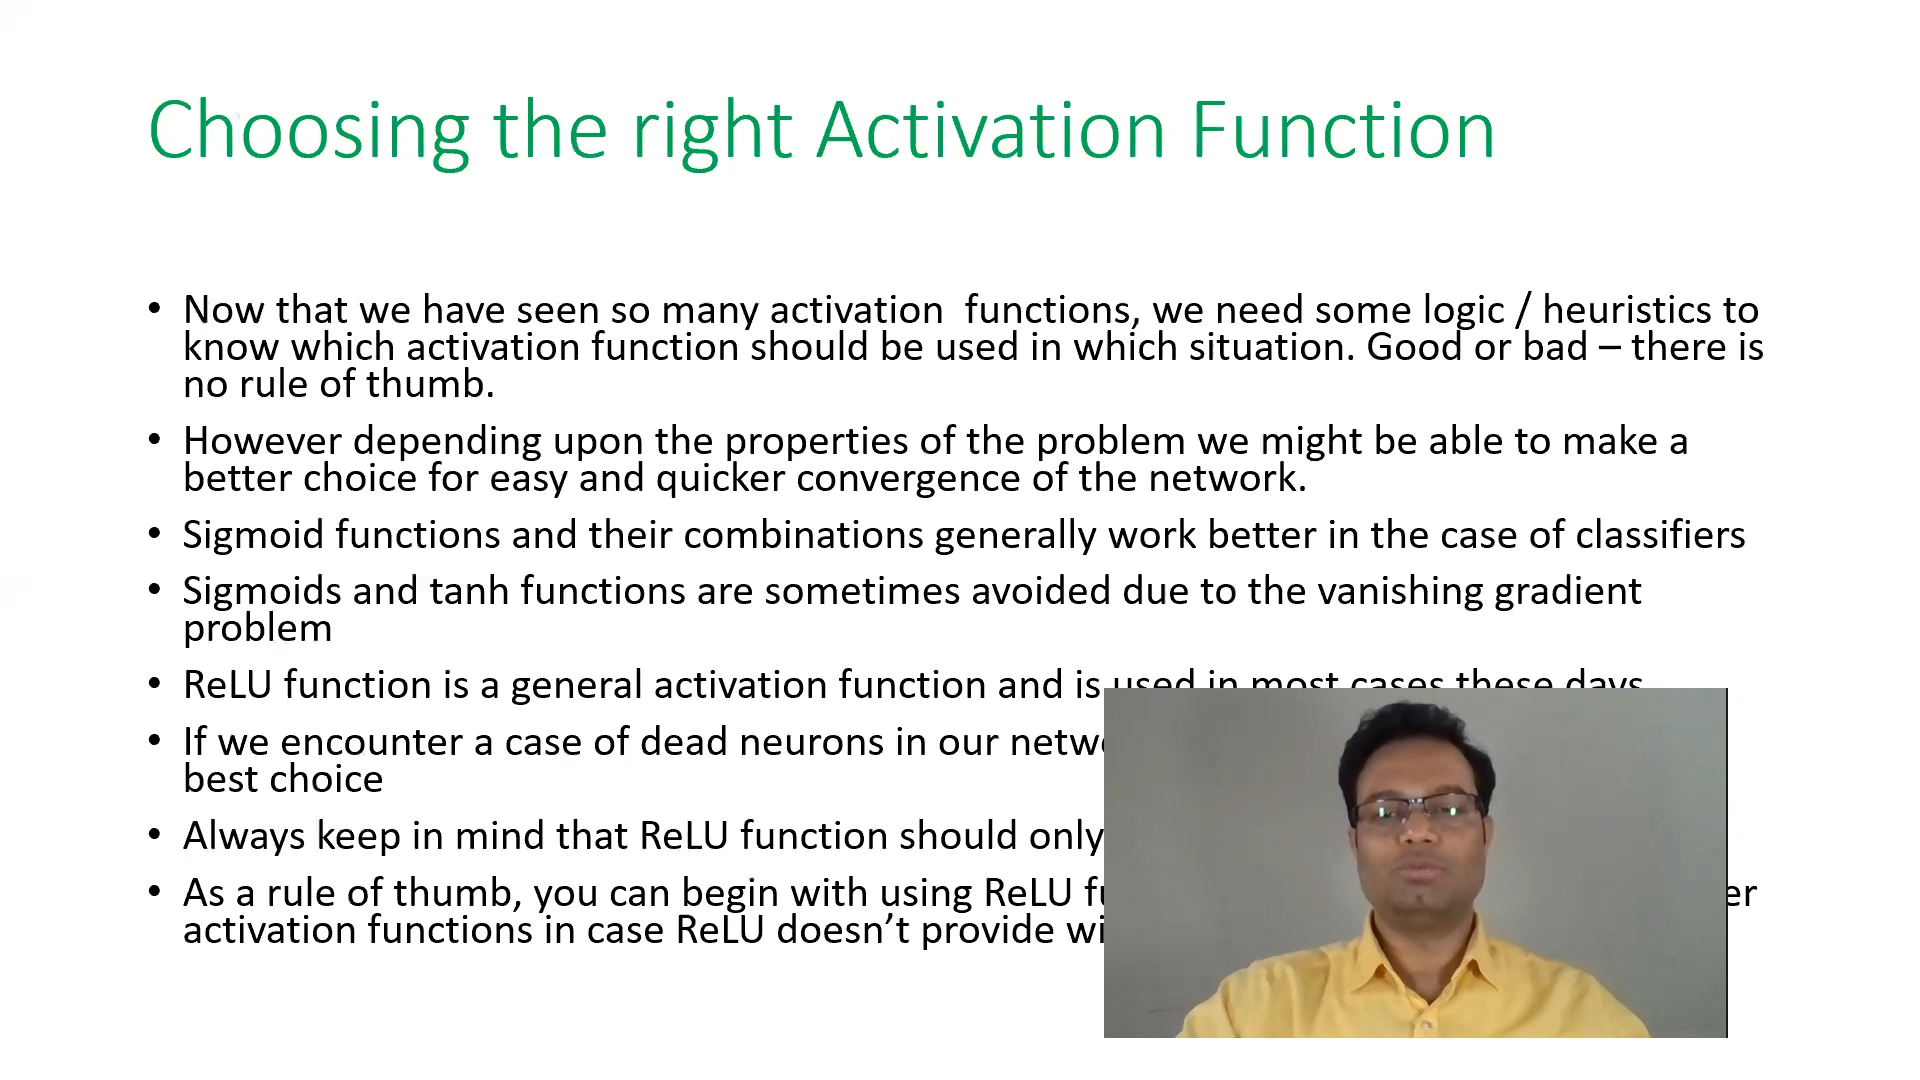 Choosing the right Activation Function
• Now that we have seen so many activation  functions, we need some logic / heuristics to
know which activation function should be used in which situation. Good or bad – there is
no rule of thumb.
• However depending upon the properties of the problem we might be able to make a
better choice for easy and quicker convergence of the network.
• Sigmoid functions and their combinations generally work better in the case of classifiers
• Sigmoids and tanh functions are sometimes avoided due to the vanishing gradient
problem
• ReLU function is a general activation function and is used in most cases these days
• If we encounter a case of dead neurons in our
best choice
• Always keep in mind that ReLU function should only
• As a rule of thumb, you can begin with using ReLU
activation functions in case ReLU doesn’t provide